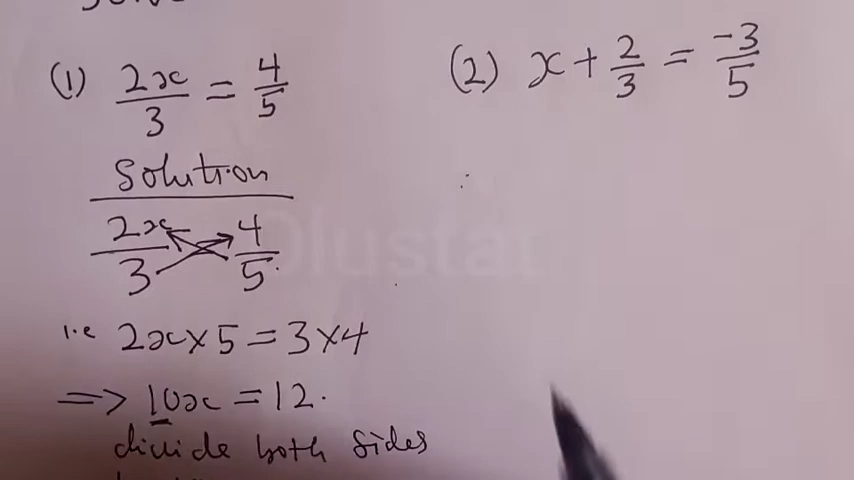 (1) 2x/3 = 4/5
(2) x + 2/3 = -3/5
Solution
2x/3 4/5.
i.e 2x×5 = 3×4
=> 10x = 12.
divide both sides
Olustat